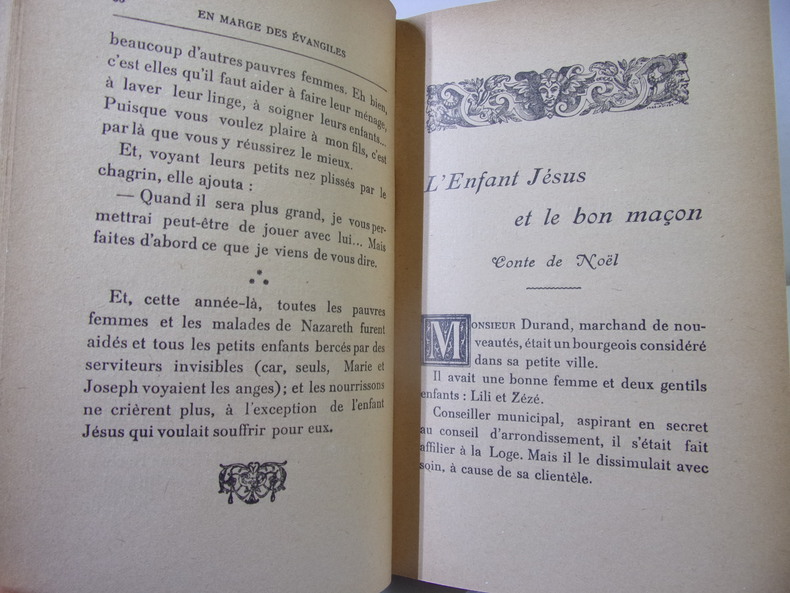 EN MARGE DES ÉVANGILES
beaucoup d'autres pauvres femmes. Eh bien,
c'est elles qu'il faut aider à faire leur ménage,
à laver leur linge, à soigner leurs enfants...
Puisque vous voulez plaire à mon fils, c'est
par là que vous y réussirez le mieux.
Et, voyant leurs petits nez plissés par le
chagrin, elle ajouta :
— Quand il sera plus grand, je vous per-
mettrai peut-être de jouer avec lui... Mais
faites d'abord ce que je viens de vous dire.
Et, cette année-là, toutes les pauvres
femmes et les malades de Nazareth furent
aidés et tous les petits enfants bercés par des
serviteurs invisibles (car, seuls, Marie et
Joseph voyaient les anges); et les nourrissons
ne crièrent plus, à l'exception de l'enfant
Jésus qui voulait souffrir pour eux.
L'Enfant Jésus
et le bon maçon
Conte de Noël
MONSIEUR Durand, marchand de nou-
veautés, était un bourgeois considéré
dans sa petite ville.
Il avait une bonne femme et deux gentils
enfants : Lili et Zézé.
Conseiller municipal, aspirant en secret
au conseil d'arrondissement, il s'était fait
affilier à la Loge. Mais il le dissimulait avec
soin, à cause de sa clientèle.